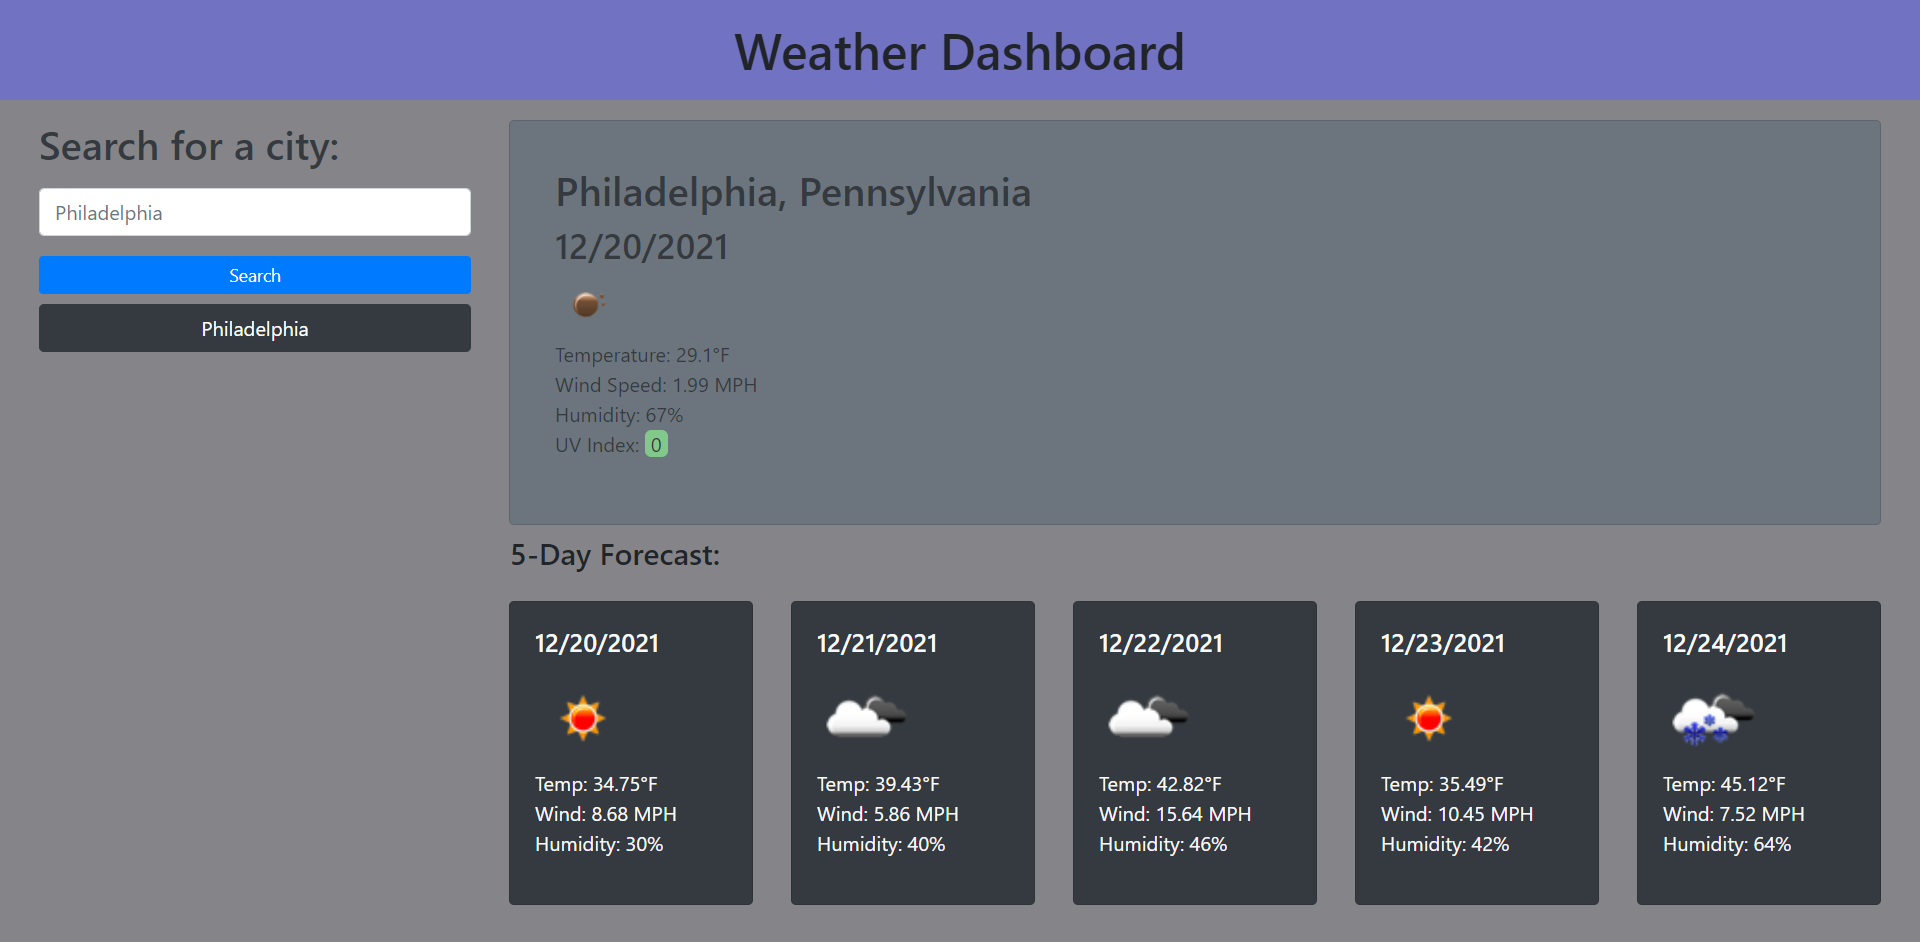 Weather Dashboard
Search for a city:
Philadelphia
Search
Philadelphia
Philadelphia, Pennsylvania
12/20/2021
Temperature: 29.1°F
Wind Speed: 1.99 MPH
Humidity: 67%
UV Index: 0
5-Day Forecast:
12/20/2021
Temp: 34.75°F
Wind: 8.68 MPH
Humidity: 30%
12/21/2021
Temp: 39.43°F
Wind: 5.86 MPH
Humidity: 40%
12/22/2021
Temp: 42.82°F
Wind: 15.64 MPH
Humidity: 46%
12/23/2021
Temp: 35.49°F
Wind: 10.45 MPH
Humidity: 42%
12/24/2021
Temp: 45.12°F
Wind: 7.52 MPH
Humidity: 64%